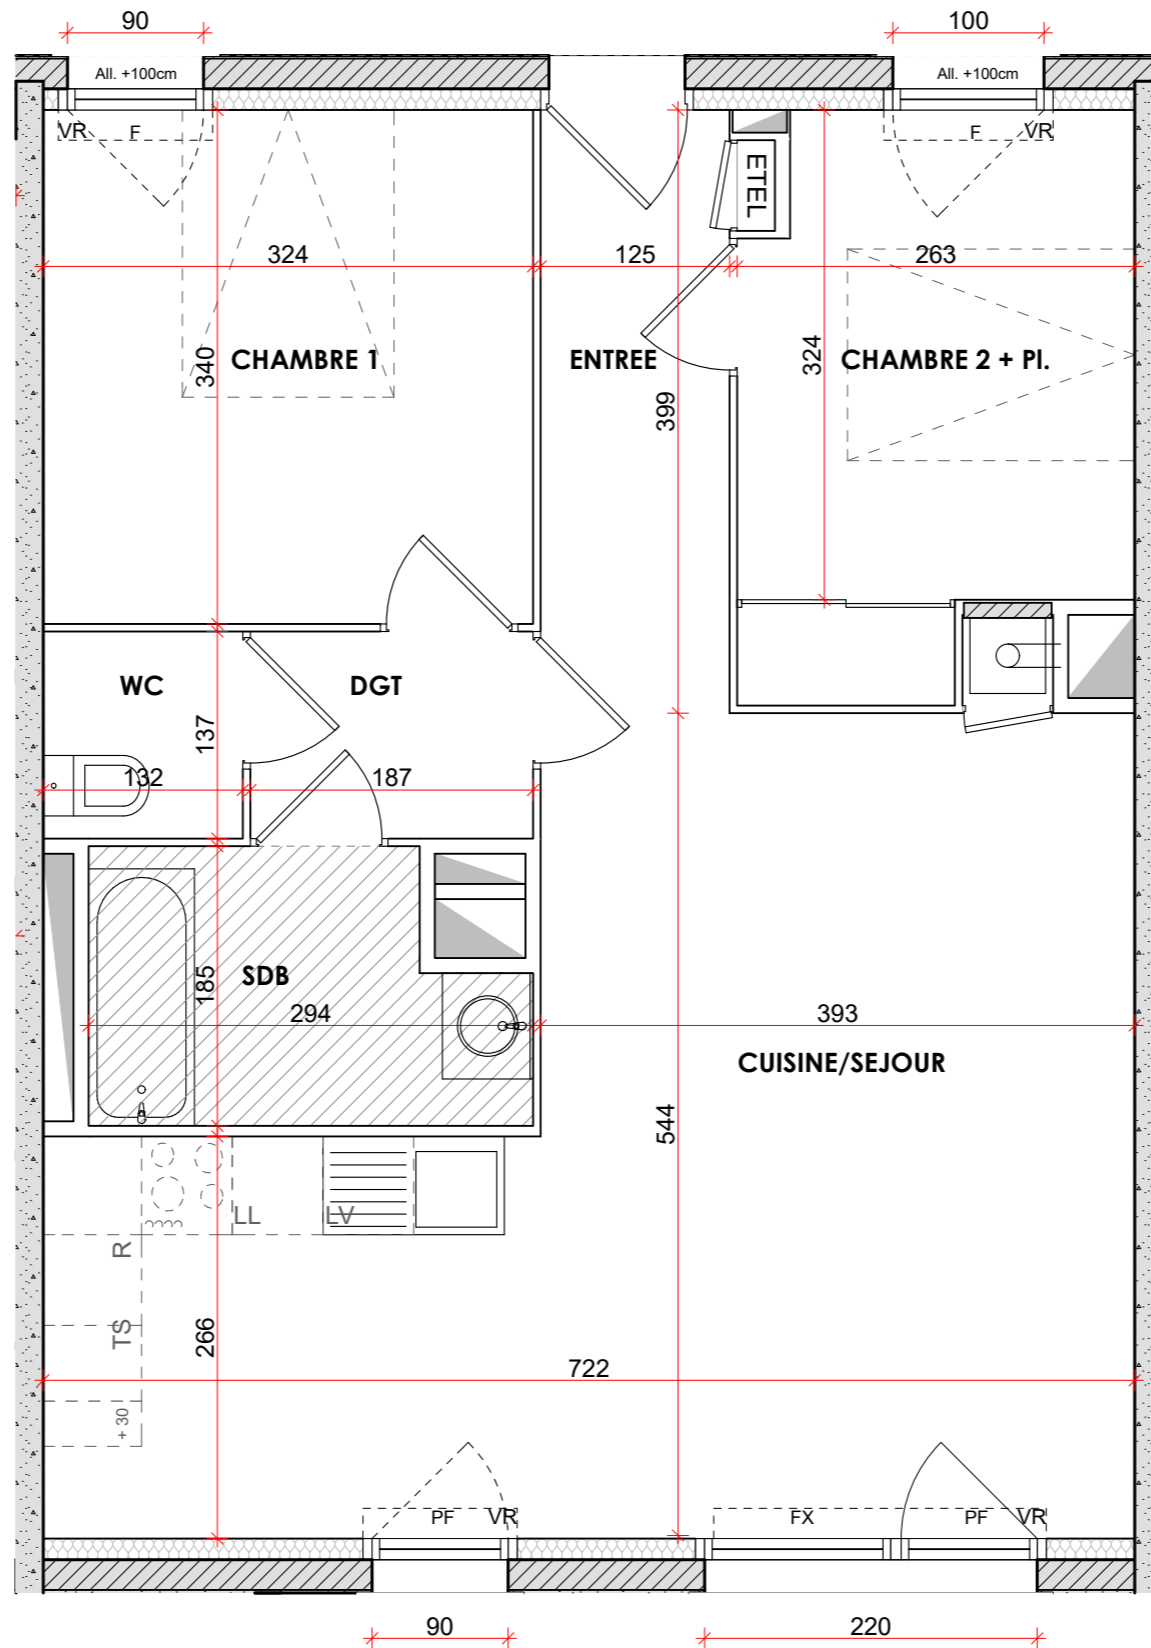 90
100
All. +100cm
All. +100cm
VR
F
F
VR
ETEL
324
125
263
340
CHAMBRE 1
ENTREE
324
CHAMBRE 2 + Pl.
399
WC
DGT
137
132
187
185
SDB
294
393
CUISINE/SEJOUR
544
LL
LV
R
TS
266
722
+ 30
PF
VR
FX
PF
VR
90
220